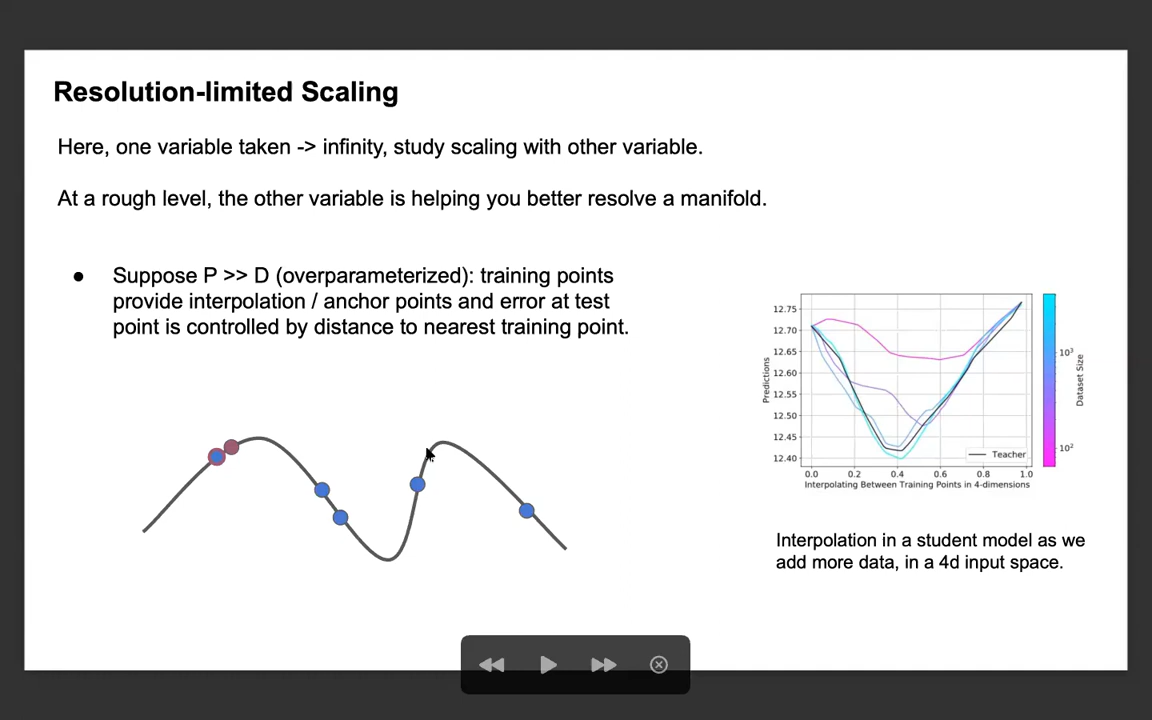 Resolution-limited Scaling
Here, one variable taken -> infinity, study scaling with other variable.
At a rough level, the other variable is helping you better resolve a manifold.
● Suppose P >> D (overparameterized): training points
provide interpolation / anchor points and error at test
point is controlled by distance to nearest training point.
12.75
12.70
12.65
12.60
12.55
12.50
12.45
12.40
Predictions
0.0 0.2 0.4 0.6 0.8 1.0
Interpolating Between Training Points in 4-dimensions
Teacher
10³
10²
Dataset Size
Interpolation in a student model as we
add more data, in a 4d input space.